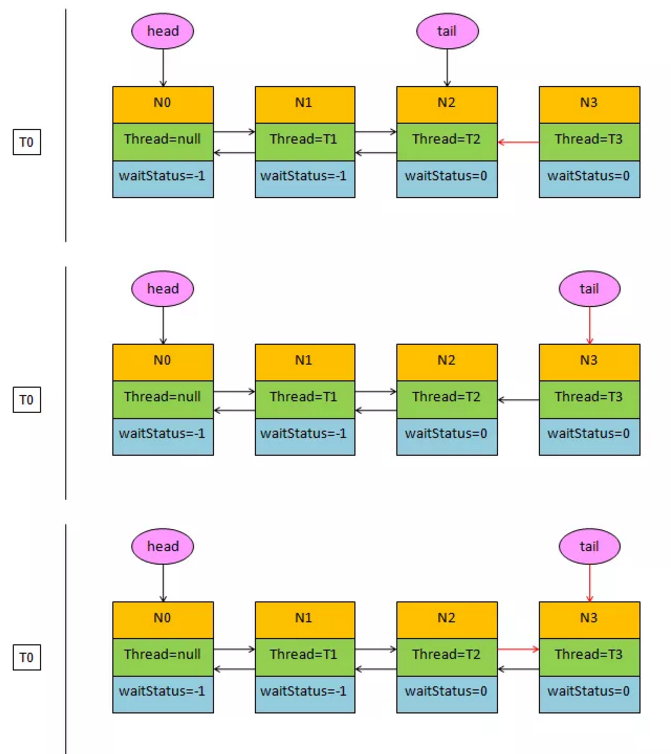 head tail
N0 N1 N2 N3
T0 Thread=null Thread=T1 Thread=T2 Thread=T3
waitStatus=-1 waitStatus=-1 waitStatus=0 waitStatus=0
head tail
N0 N1 N2 N3
T0 Thread=null Thread=T1 Thread=T2 Thread=T3
waitStatus=-1 waitStatus=-1 waitStatus=0 waitStatus=0
head tail
N0 N1 N2 N3
T0 Thread=null Thread=T1 Thread=T2 Thread=T3
waitStatus=-1 waitStatus=-1 waitStatus=0 waitStatus=0